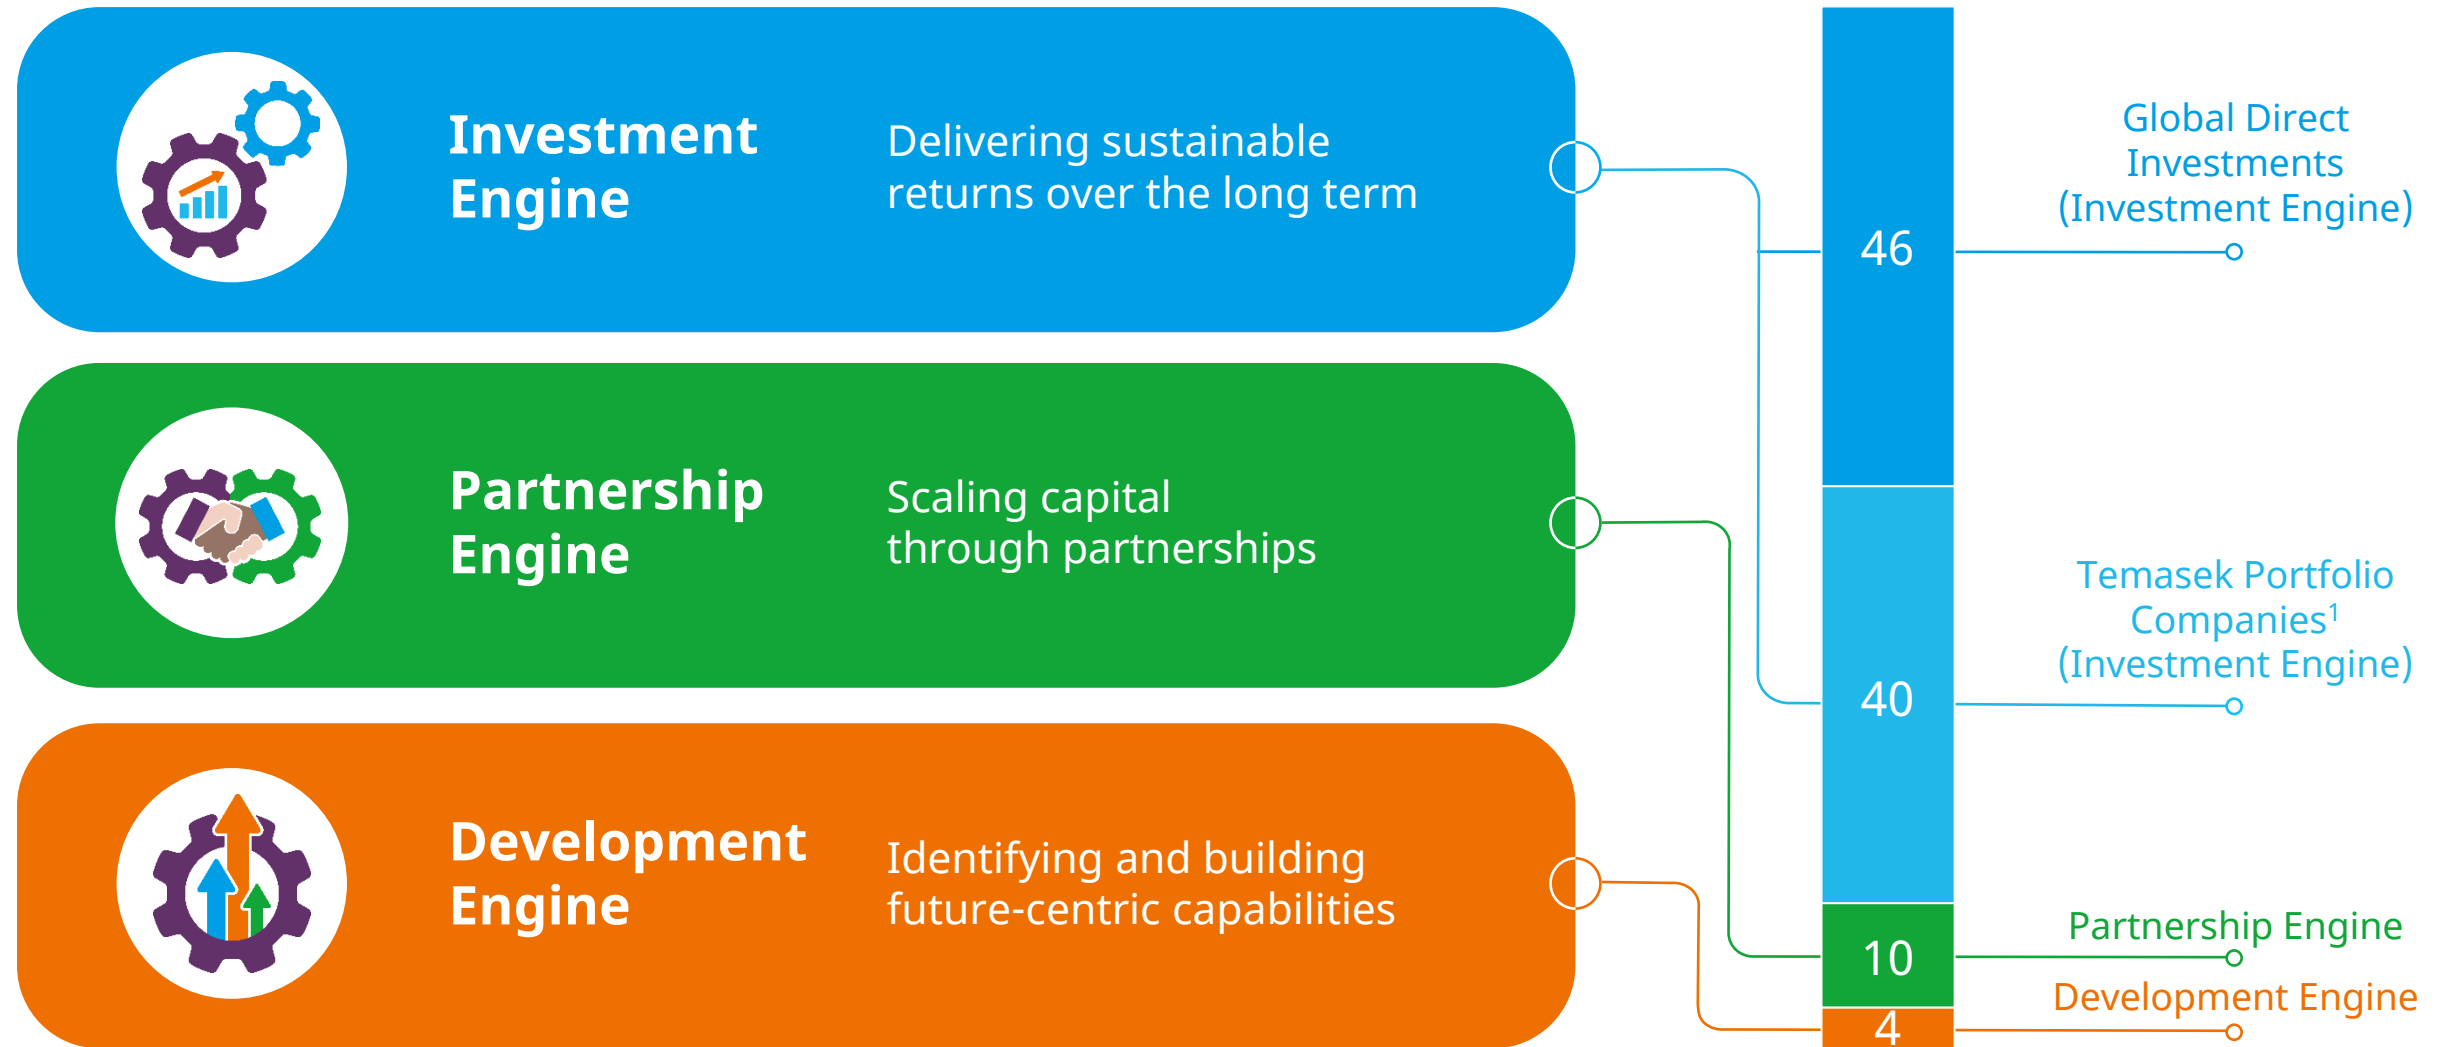 Investment
Engine
Delivering sustainable
returns over the long term
46
Global Direct
Investments
(Investment Engine)
Partnership
Engine
Scaling capital
through partnerships
40
Temasek Portfolio
Companies¹
(Investment Engine)
Development
Engine
Identifying and building
future-centric capabilities
10
Partnership Engine
4
Development Engine